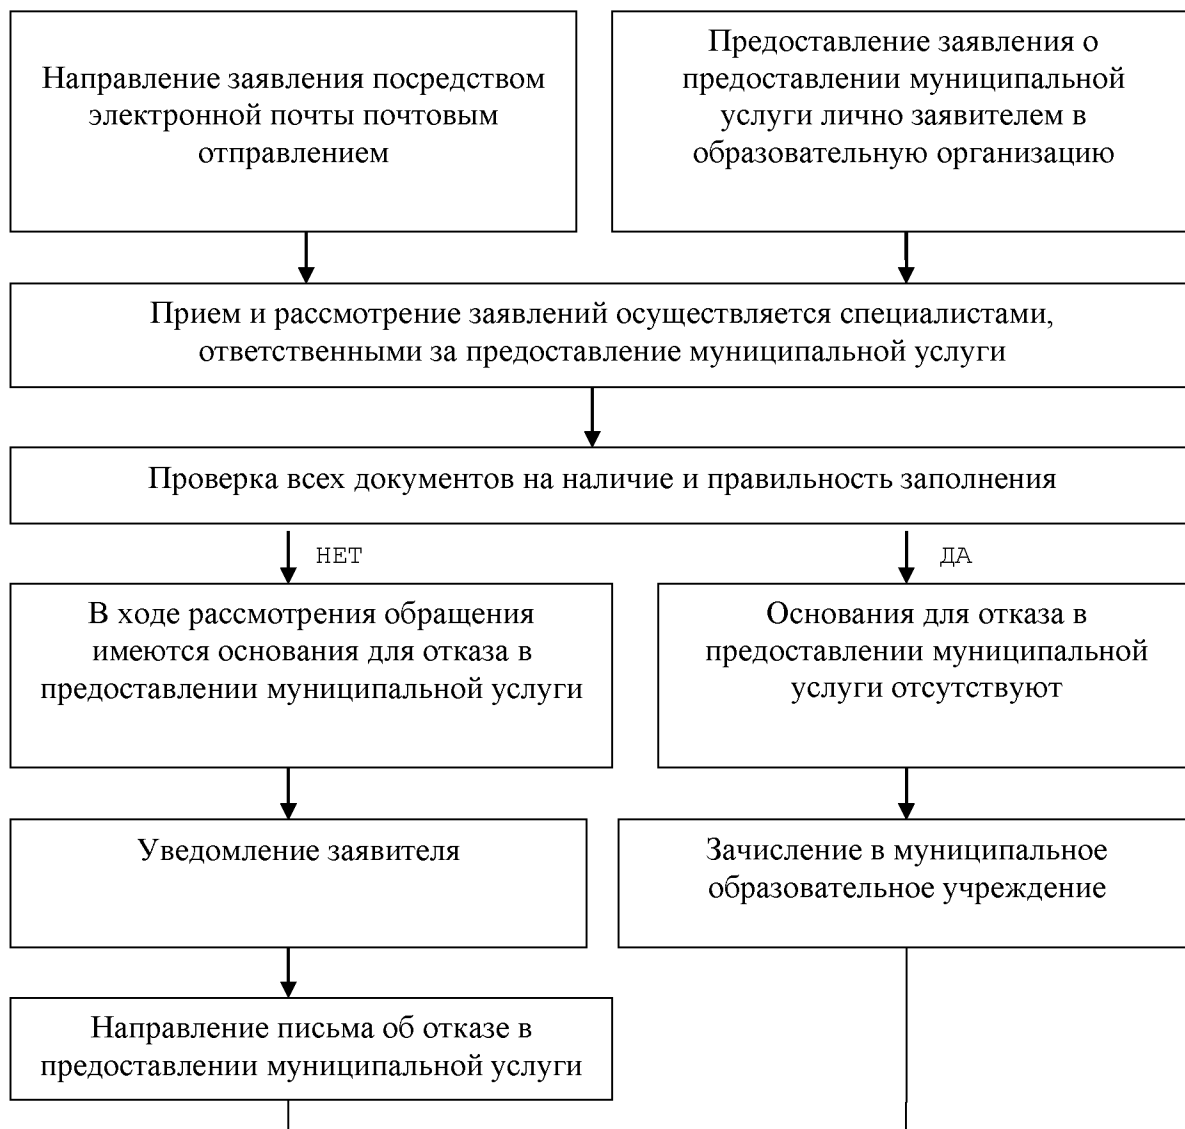 Направление заявления посредством
электронной почты почтовым
отправлением
Предоставление заявления о
предоставлении муниципальной
услуги лично заявителем в
образовательную организацию
Прием и рассмотрение заявлений осуществляется специалистами,
ответственными за предоставление муниципальной услуги
Проверка всех документов на наличие и правильность заполнения
НЕТ
ДА
В ходе рассмотрения обращения
имеются основания для отказа в
предоставлении муниципальной услуги
Основания для отказа в
предоставлении муниципальной
услуги отсутствуют
Уведомление заявителя
Зачисление в муниципальное
образовательное учреждение
Направление письма об отказе в
предоставлении муниципальной услуги